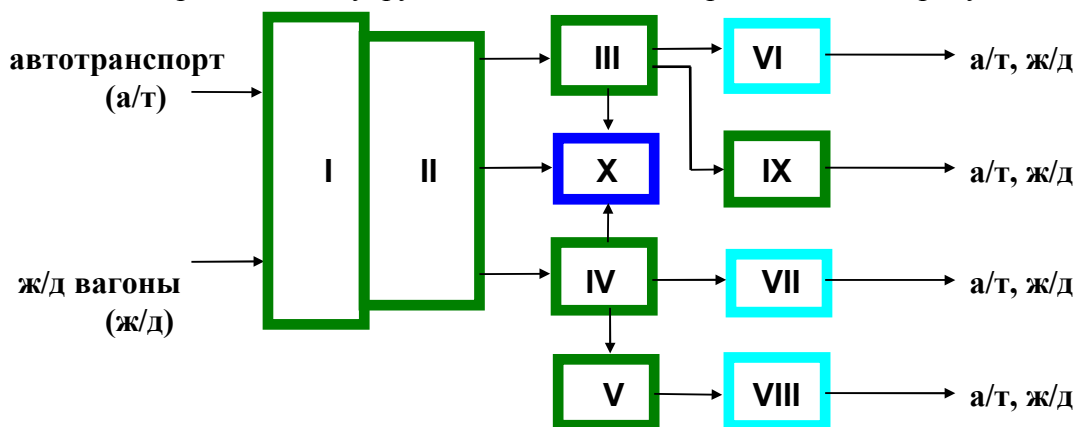 автотранспорт
(а/т)
ж/д вагоны
(ж/д)
I
II
III
X
IV
V
VI
IX
VII
VIII
а/т, ж/д
а/т, ж/д
а/т, ж/д
а/т, ж/д